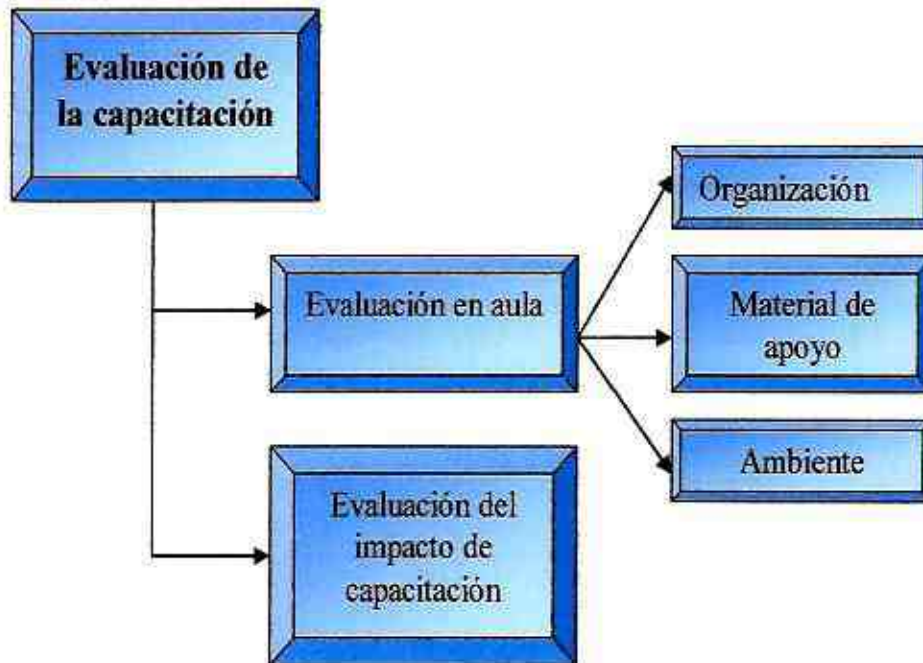 Evaluación de
la capacitación
Organización
Evaluación en aula
Material de
apoyo
Ambiente
Evaluación del
impacto de
capacitación